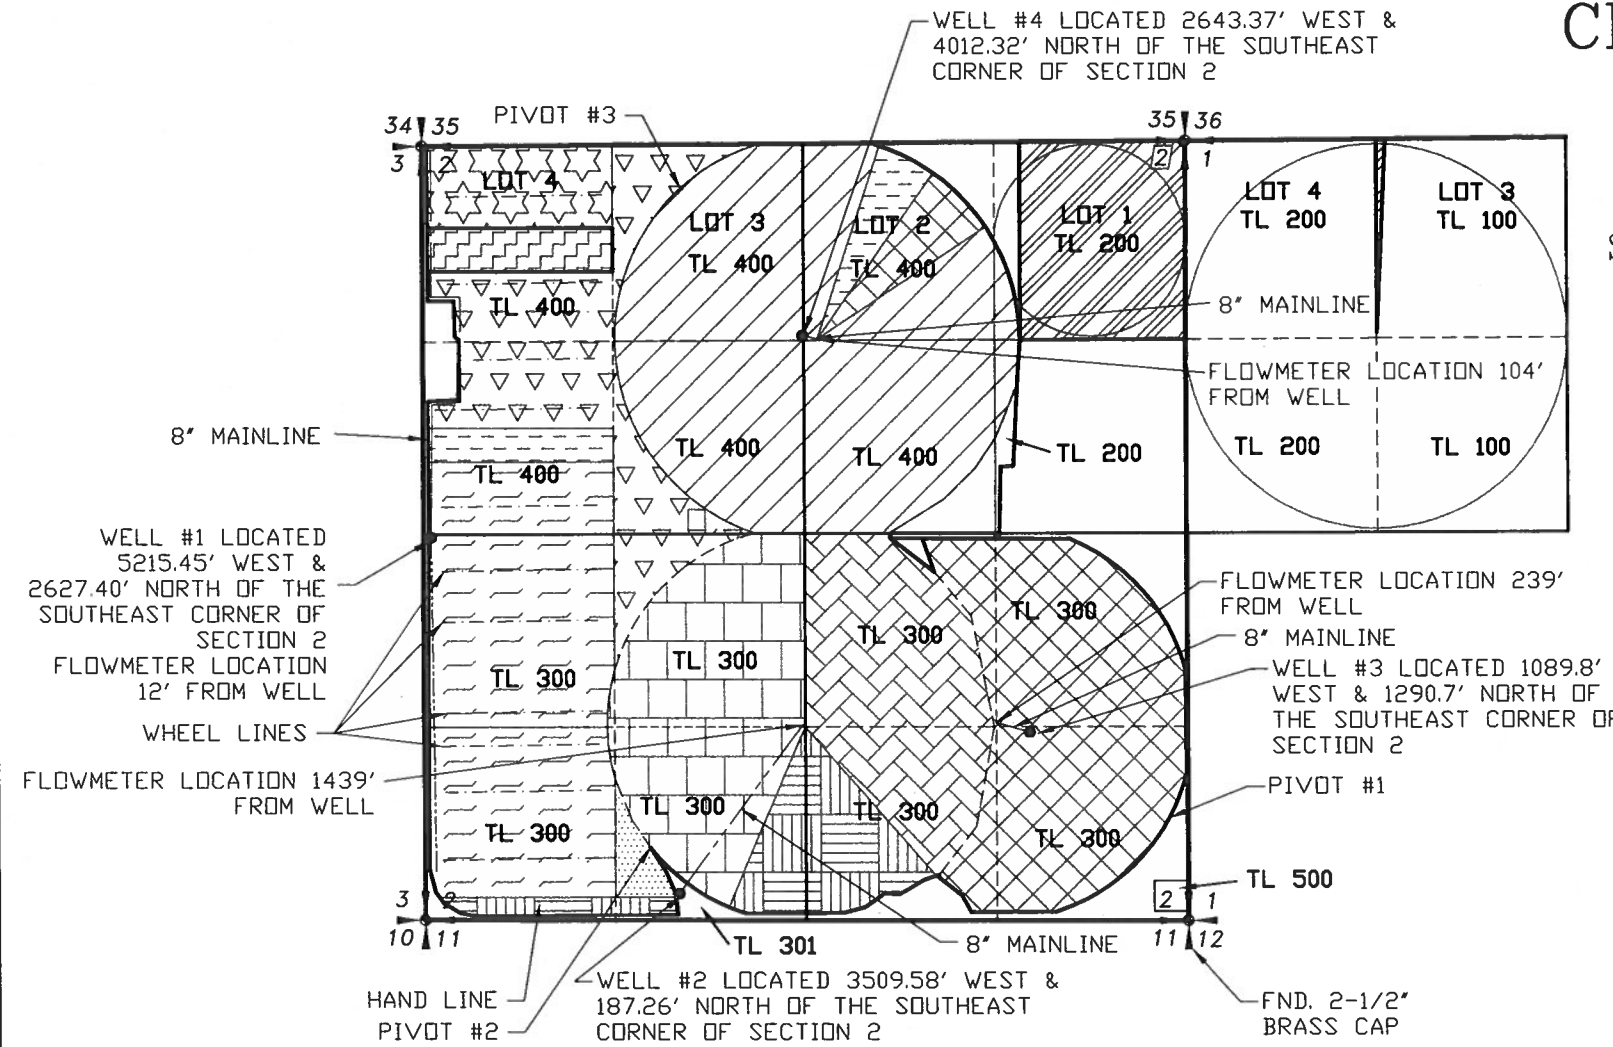 WELL #4 LOCATED 2643.37' WEST &
4012.32' NORTH OF THE SOUTHEAST
CORNER OF SECTION 2
PIVOT #3
34 35
3 2
35 36
2 1
LOT 4
LOT 3
TL 400
LOT 2
TL 400
LOT 1
TL 200
LOT 4
TL 200
LOT 3
TL 100
TL 400
8" MAINLINE
FLOWMETER LOCATION 104'
FROM WELL
8" MAINLINE
TL 400
TL 400
TL 400
TL 200
TL 200
TL 100
WELL #1 LOCATED
5215.45' WEST &
2627.40' NORTH OF THE
SOUTHEAST CORNER OF
SECTION 2
FLOWMETER LOCATION
12' FROM WELL
WHEEL LINES
FLOWMETER LOCATION 1439'
FROM WELL
TL 300
TL 300
TL 300
TL 300
FLOWMETER LOCATION 239'
FROM WELL
8" MAINLINE
WELL #3 LOCATED 1089.8'
WEST & 1290.7' NORTH OF
THE SOUTHEAST CORNER OF
SECTION 2
PIVOT #1
TL 300
TL 300
TL 300
TL 300
TL 500
3 2
10 11
2 1
11 12
TL 301
8" MAINLINE
HAND LINE
PIVOT #2
WELL #2 LOCATED 3509.58' WEST &
187.26' NORTH OF THE SOUTHEAST
CORNER OF SECTION 2
FND. 2-1/2"
BRASS CAP